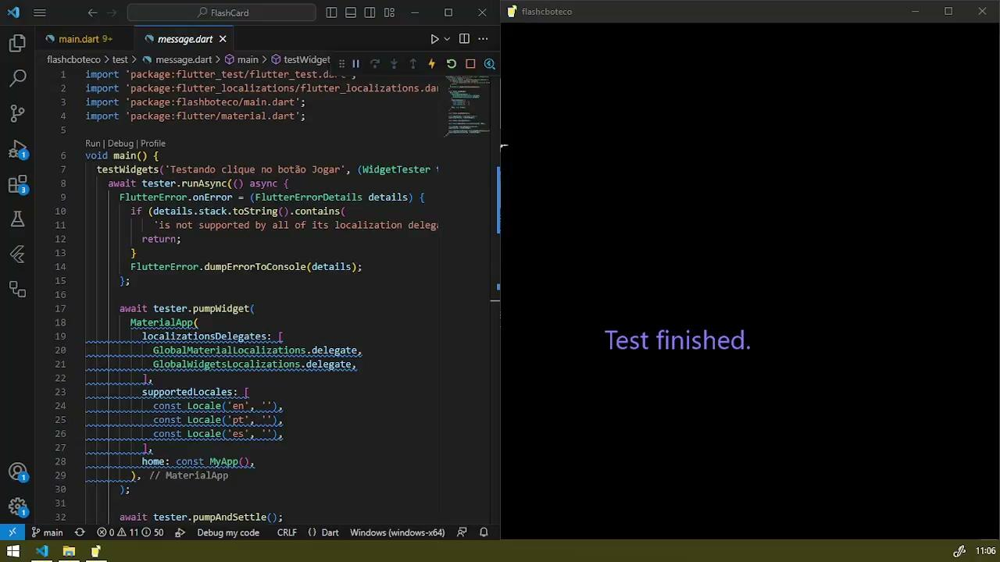 FlashCard
main.dart 9+
message.dart
flashcboteco > test > message.dart > main > testWidget
1 import 'package:flutter_test/flutter_test.dart';
2 import 'package:flutter_localizations/flutter_localizations.da
3 import 'package:flashboteco/main.dart';
4 import 'package:flutter/material.dart';
5
Run | Debug | Profile
6 void main() {
7 testWidgets('Testando clique no botão Jogar', (WidgetTester t
8 await tester.runAsync(() async {
9 FlutterError.onError = (FlutterErrorDetails details) {
10 if (details.stack.toString().contains(
11 'is not supported by all of its localization delega
12 return;
13 }
14 FlutterError.dumpErrorToConsole(details);
15 };
16
17 await tester.pumpWidget(
18 MaterialApp(
19 localizationsDelegates: [
20 GlobalMaterialLocalizations.delegate,
21 GlobalWidgetsLocalizations.delegate,
22 ],
23 supportedLocales: [
24 const Locale('en', ''),
25 const Locale('pt', ''),
26 const Locale('es', ''),
27 ],
28 home: const MyApp(),
29 ), // MaterialApp
30 );
31
32 await tester.pumpAndSettle();
1
3
1
1
main 0 11 50 Debug my code CRLF {} Dart Windows (windows-x64)
flashcboteco
Test finished.
11:06